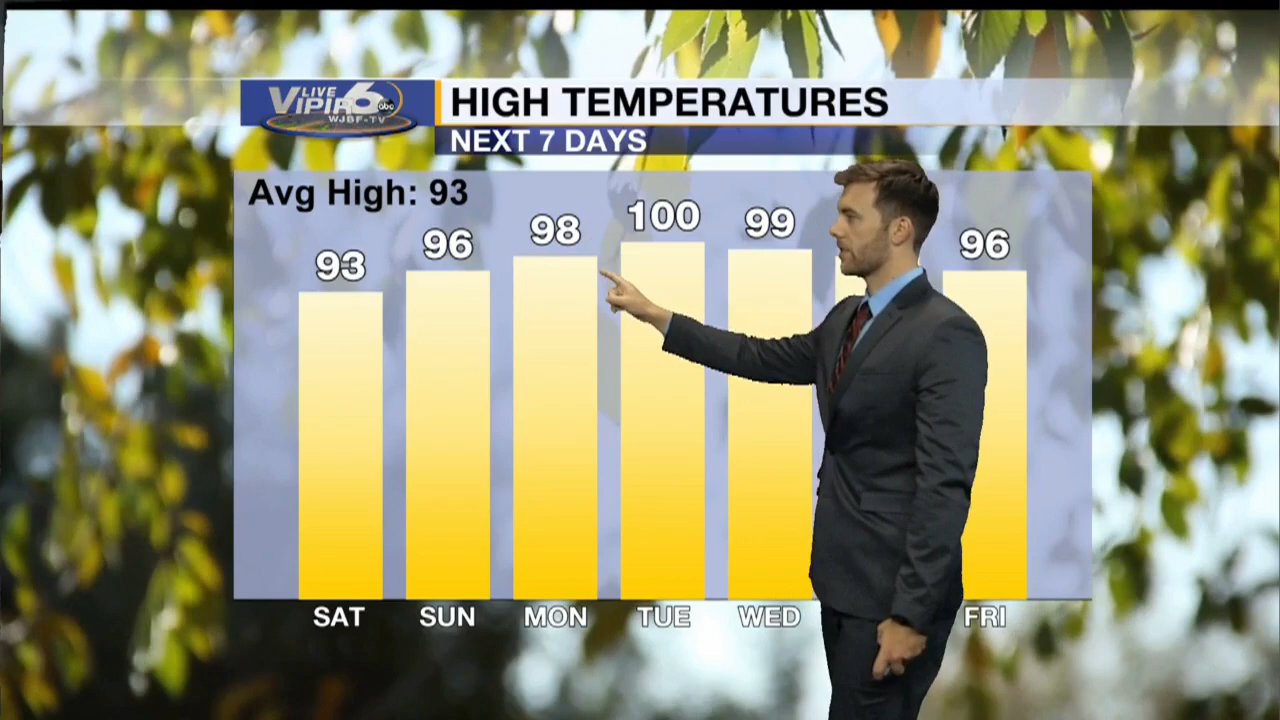 LIVE
VIPIR 6 abc
WJBF-TV
HIGH TEMPERATURES
NEXT 7 DAYS
Avg High: 93
93 96 98 100 99 96
SAT SUN MON TUE WED FRI